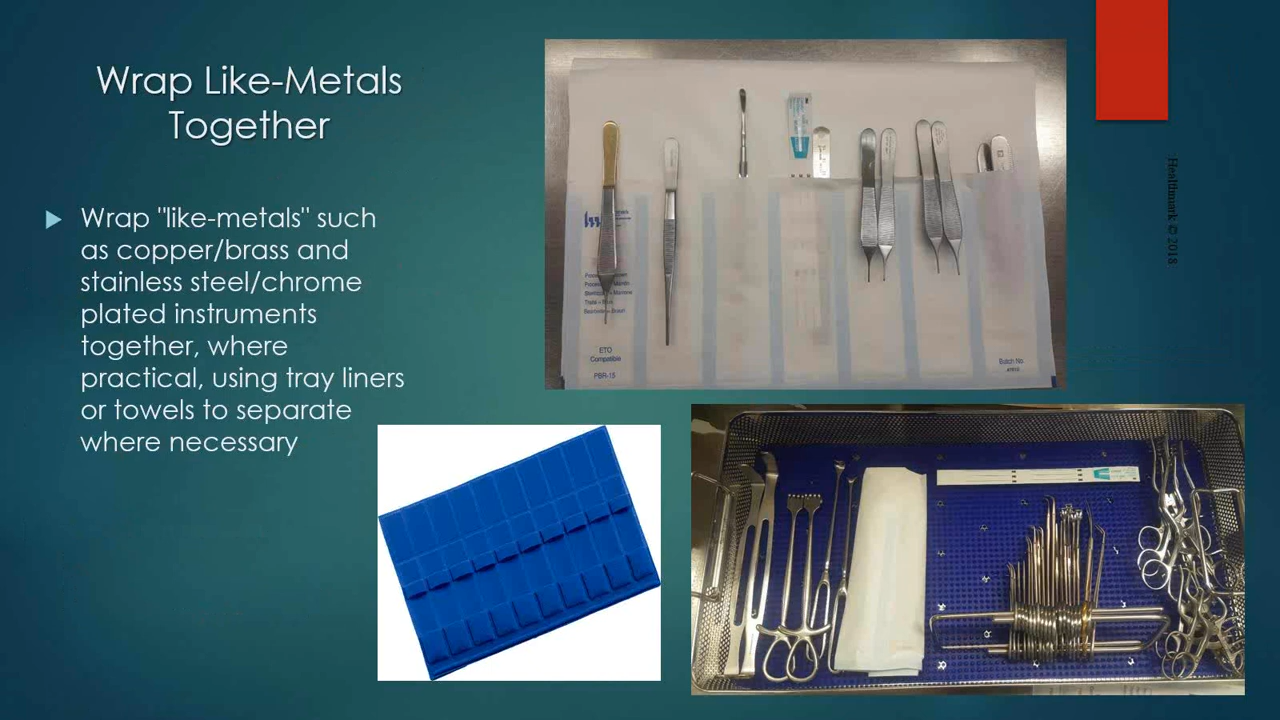 Wrap Like-Metals
Together
Wrap "like-metals" such
as copper/brass and
stainless steel/chrome
plated instruments
together, where
practical, using tray liners
or towels to separate
where necessary
ETO
Compatible
PBR-15
Batch No
Healthmark © 2018